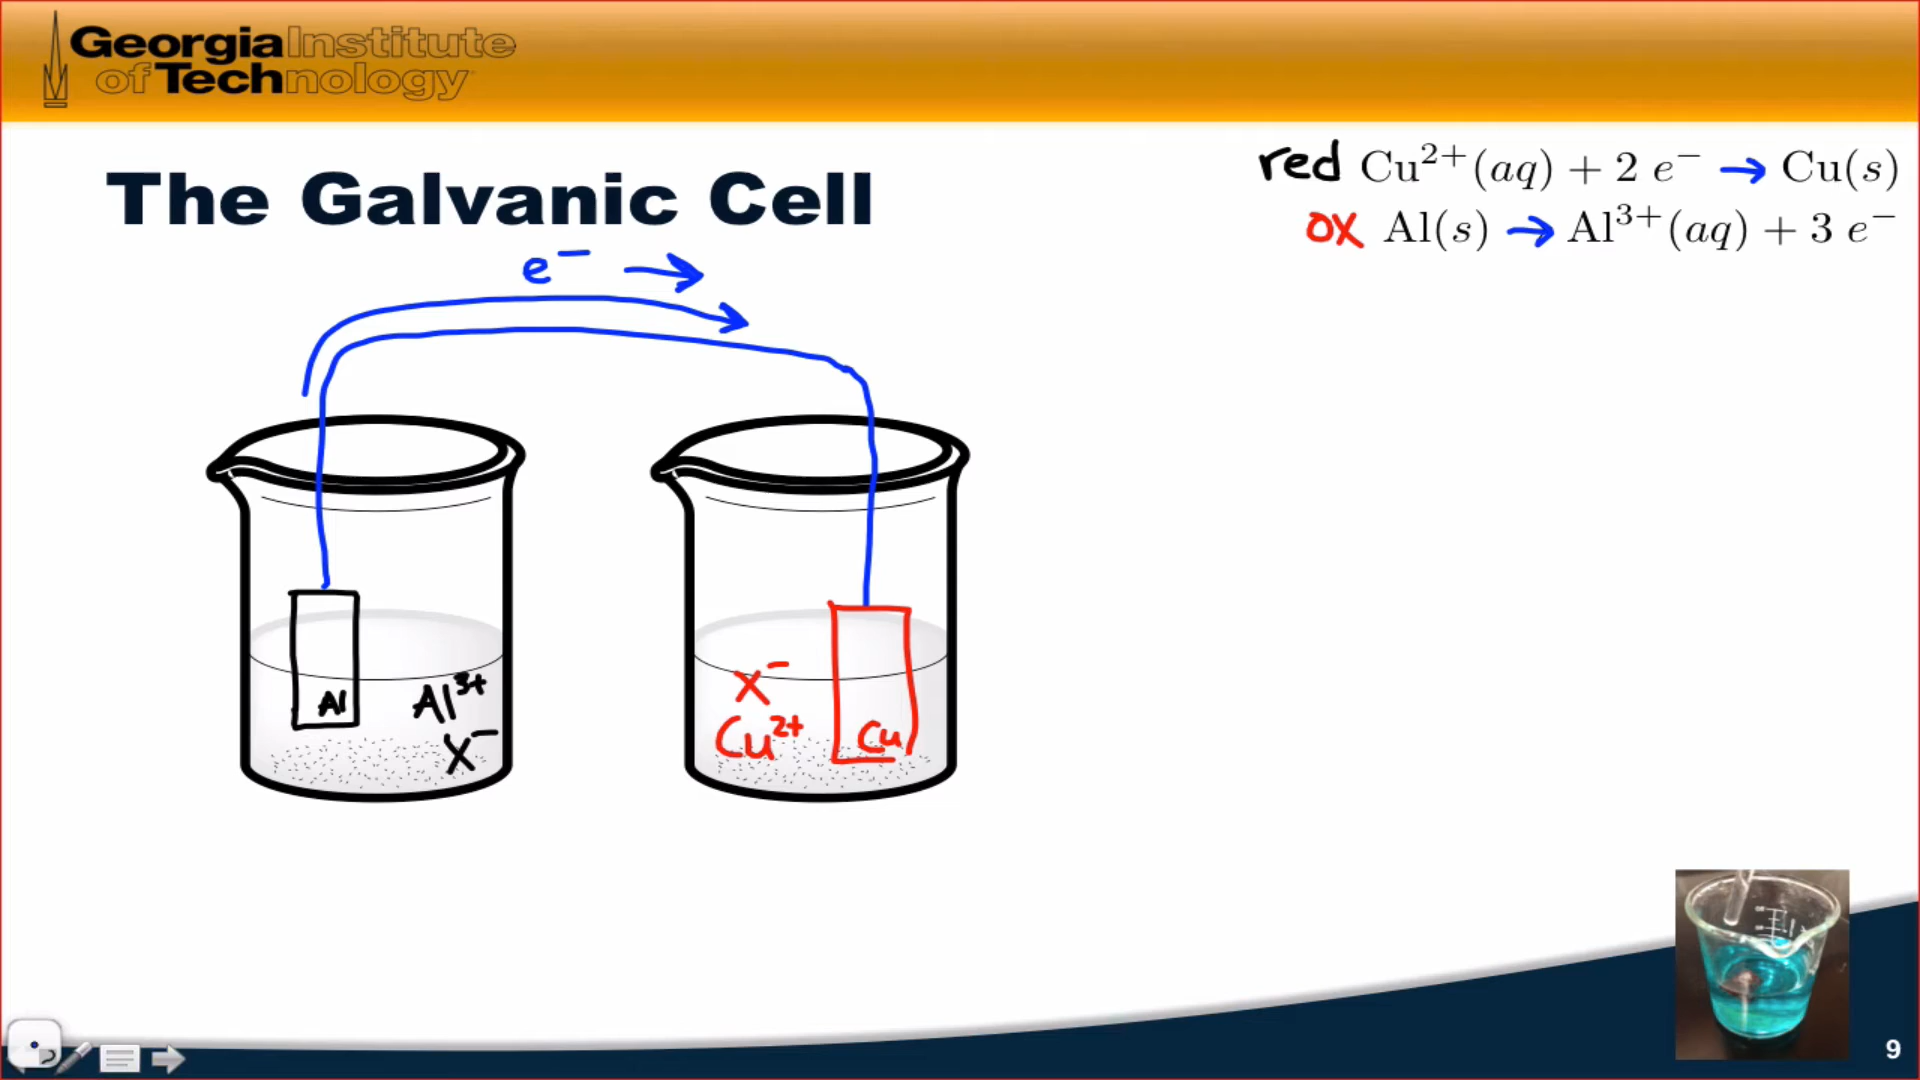 Georgia Institute
of Technology
The Galvanic Cell
red Cu²⁺(aq) + 2 e⁻ → Cu(s)
ox Al(s) → Al³⁺(aq) + 3 e⁻
e⁻ →
Al
Al³⁺
X⁻
X⁻
Cu²⁺
Cu
9